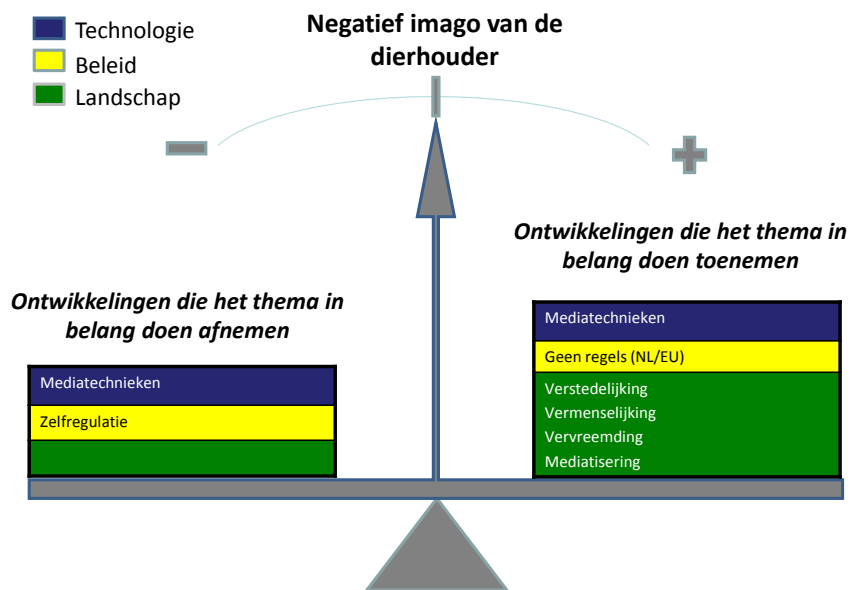 Technologie
Beleid
Landschap
Negatief imago van de
dierhouder
Ontwikkelingen die het thema in
belang doen afnemen
Mediatechnieken
Zelfregulatie
Ontwikkelingen die het thema in
belang doen toenemen
Mediatechnieken
Geen regels (NL/EU)
Verstedelijking
Vermenselijking
Vervreemding
Mediatisering